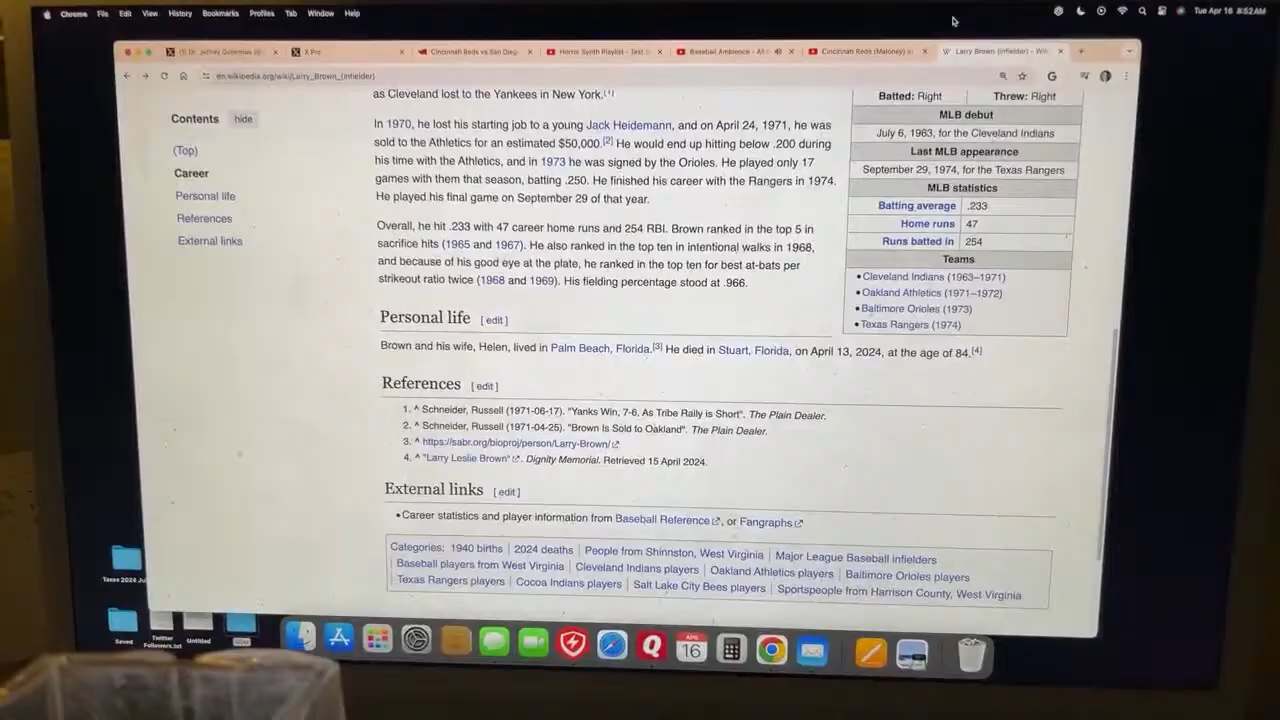 Chrome File Edit View History Bookmarks Profiles Tab Window Help Tue Apr 16 8:52AM
X Pro Cincinnati Reds vs San Diego Horror Synth Playlist - Baseball Ambience - Cincinnati Reds (Maloney) Larry Brown (infielder) - Wiki
en.wikipedia.org/wiki/Larry_Brown_(infielder)
Contents hide
(Top)
Career
Personal life
References
External links
as Cleveland lost to the Yankees in New York.[1]
In 1970, he lost his starting job to a young Jack Heidemann, and on April 24, 1971, he was
sold to the Athletics for an estimated $50,000.[2] He would end up hitting below .200 during
his time with the Athletics, and in 1973 he was signed by the Orioles. He played only 17
games with them that season, batting .250. He finished his career with the Rangers in 1974.
He played his final game on September 29 of that year.
Overall, he hit .233 with 47 career home runs and 254 RBI. Brown ranked in the top 5 in
sacrifice hits (1965 and 1967). He also ranked in the top ten in intentional walks in 1968,
and because of his good eye at the plate, he ranked in the top ten for best at-bats per
strikeout ratio twice (1968 and 1969). His fielding percentage stood at .966.
Batted: Right Threw: Right
MLB debut
July 6, 1963, for the Cleveland Indians
Last MLB appearance
September 29, 1974, for the Texas Rangers
MLB statistics
Batting average .233
Home runs 47
Runs batted in 254
Teams
• Cleveland Indians (1963–1971)
• Oakland Athletics (1971–1972)
• Baltimore Orioles (1973)
• Texas Rangers (1974)
Personal life [ edit ]
Brown and his wife, Helen, lived in Palm Beach, Florida.[3] He died in Stuart, Florida, on April 13, 2024, at the age of 84.[4]
References [ edit ]
1. ^ Schneider, Russell (1971-06-17). "Yanks Win, 7-6, As Tribe Rally is Short". The Plain Dealer.
2. ^ Schneider, Russell (1971-04-25). "Brown Is Sold to Oakland". The Plain Dealer.
3. ^ https://sabr.org/bioproj/person/Larry-Brown/
4. ^ "Larry Leslie Brown". Dignity Memorial. Retrieved 15 April 2024.
External links [ edit ]
• Career statistics and player information from Baseball Reference, or Fangraphs
Categories: 1940 births | 2024 deaths | People from Shinnston, West Virginia | Major League Baseball infielders
Baseball players from West Virginia | Cleveland Indians players | Oakland Athletics players | Baltimore Orioles players
Texas Rangers players | Cocoa Indians players | Salt Lake City Bees players | Sportspeople from Harrison County, West Virginia
Texas 2024
Saved Twitter Followers.txt Untitled
APR
16